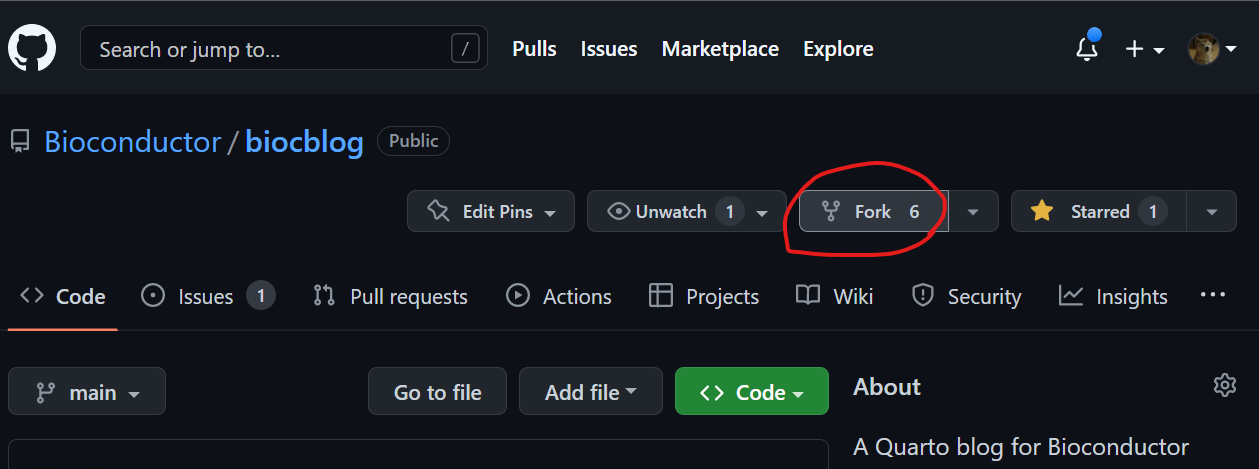 Search or jump to... / Pulls Issues Marketplace Explore
Bioconductor / biocblog Public
Edit Pins Unwatch 1 Fork 6 Starred 1
Code Issues 1 Pull requests Actions Projects Wiki Security Insights ...
main Go to file Add file Code About
A Quarto blog for Bioconductor